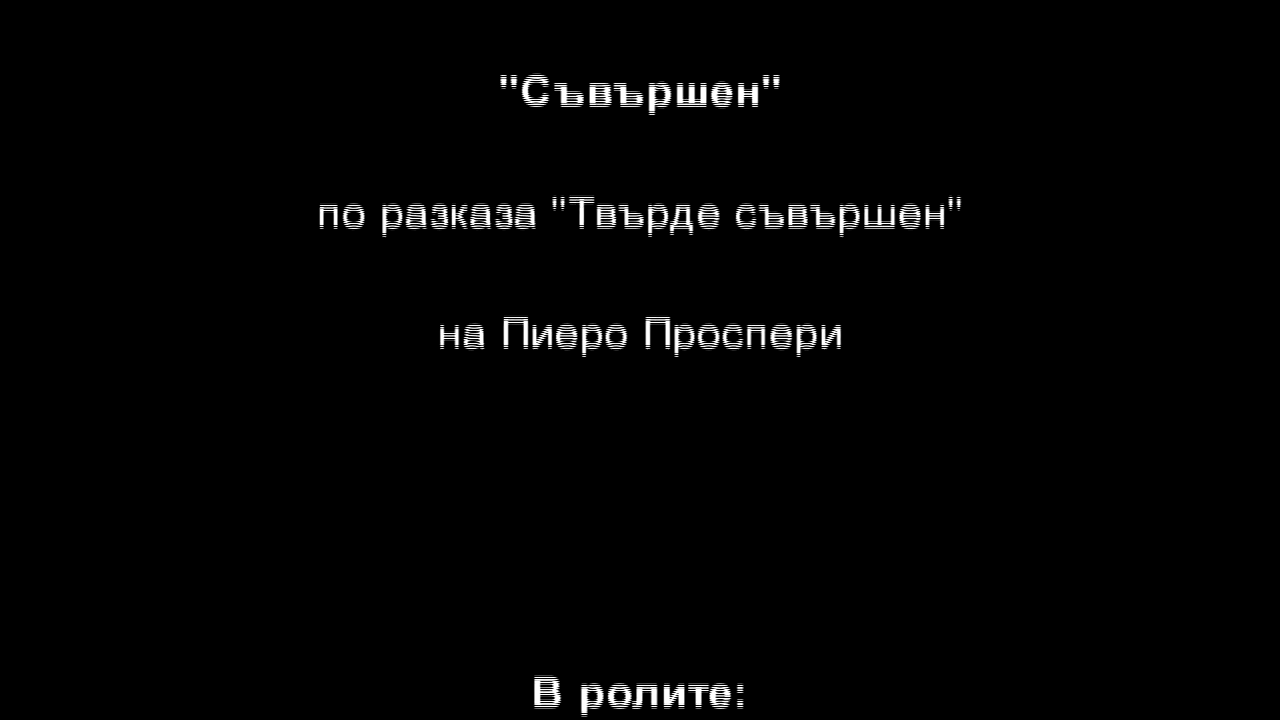 "Съвършен"
по разказа "Твърде съвършен"
на Пиеро Проспери
В ролите: